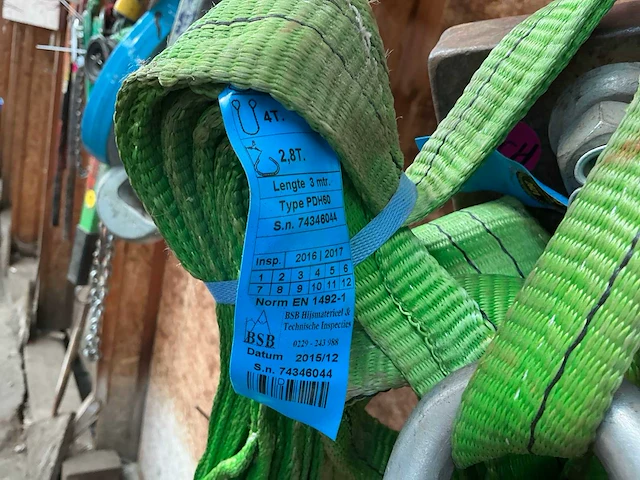 4T.
2,8T.
Lengte 3 mtr.
Type PDH60
S.n. 74346044
Insp. 2016 | 2017
1 2 3 4 5 6
7 8 9 10 11 12
Norm EN 1492-1
BSB Hijsmaterieel &
Technische Inspecties
BSB 0229 - 243 988
Datum 2015/12
S.n. 74346044
CH